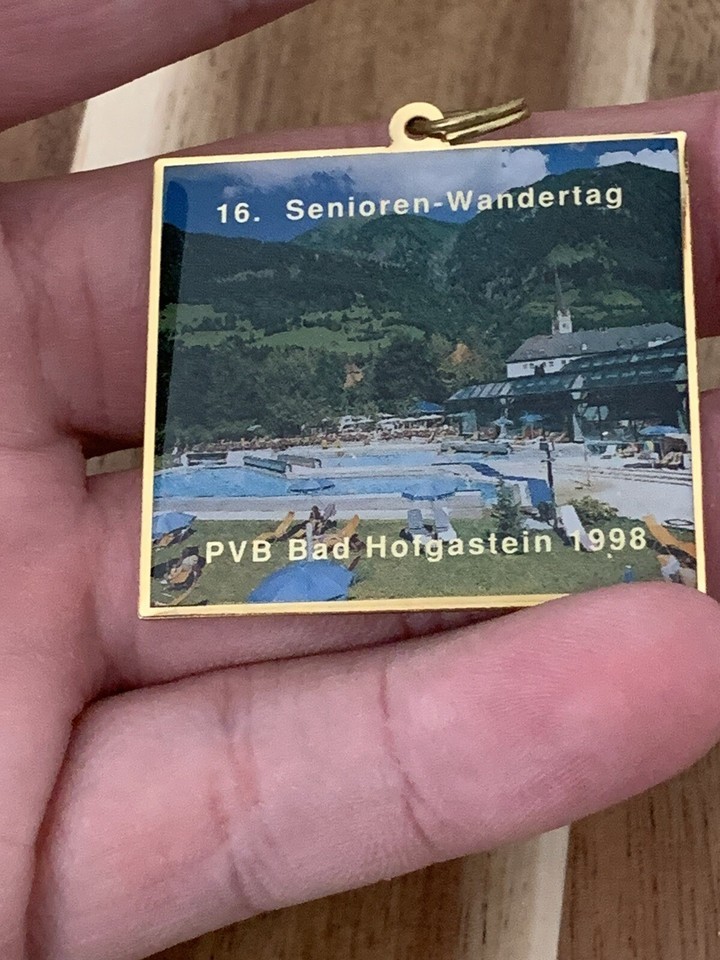 16. Senioren-Wandertag
PVB Bad Hofgastein 1998